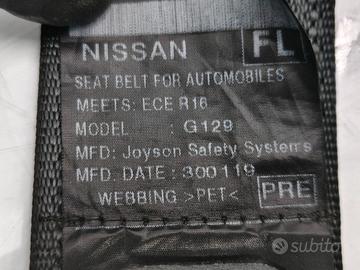 NISSAN FL
SEAT BELT FOR AUTOMOBILES
MEETS: ECE R16
MODEL : G129
MFD: Joyson Safety Systems
MFD. DATE : 300119
WEBBING >PET< PRE
subito